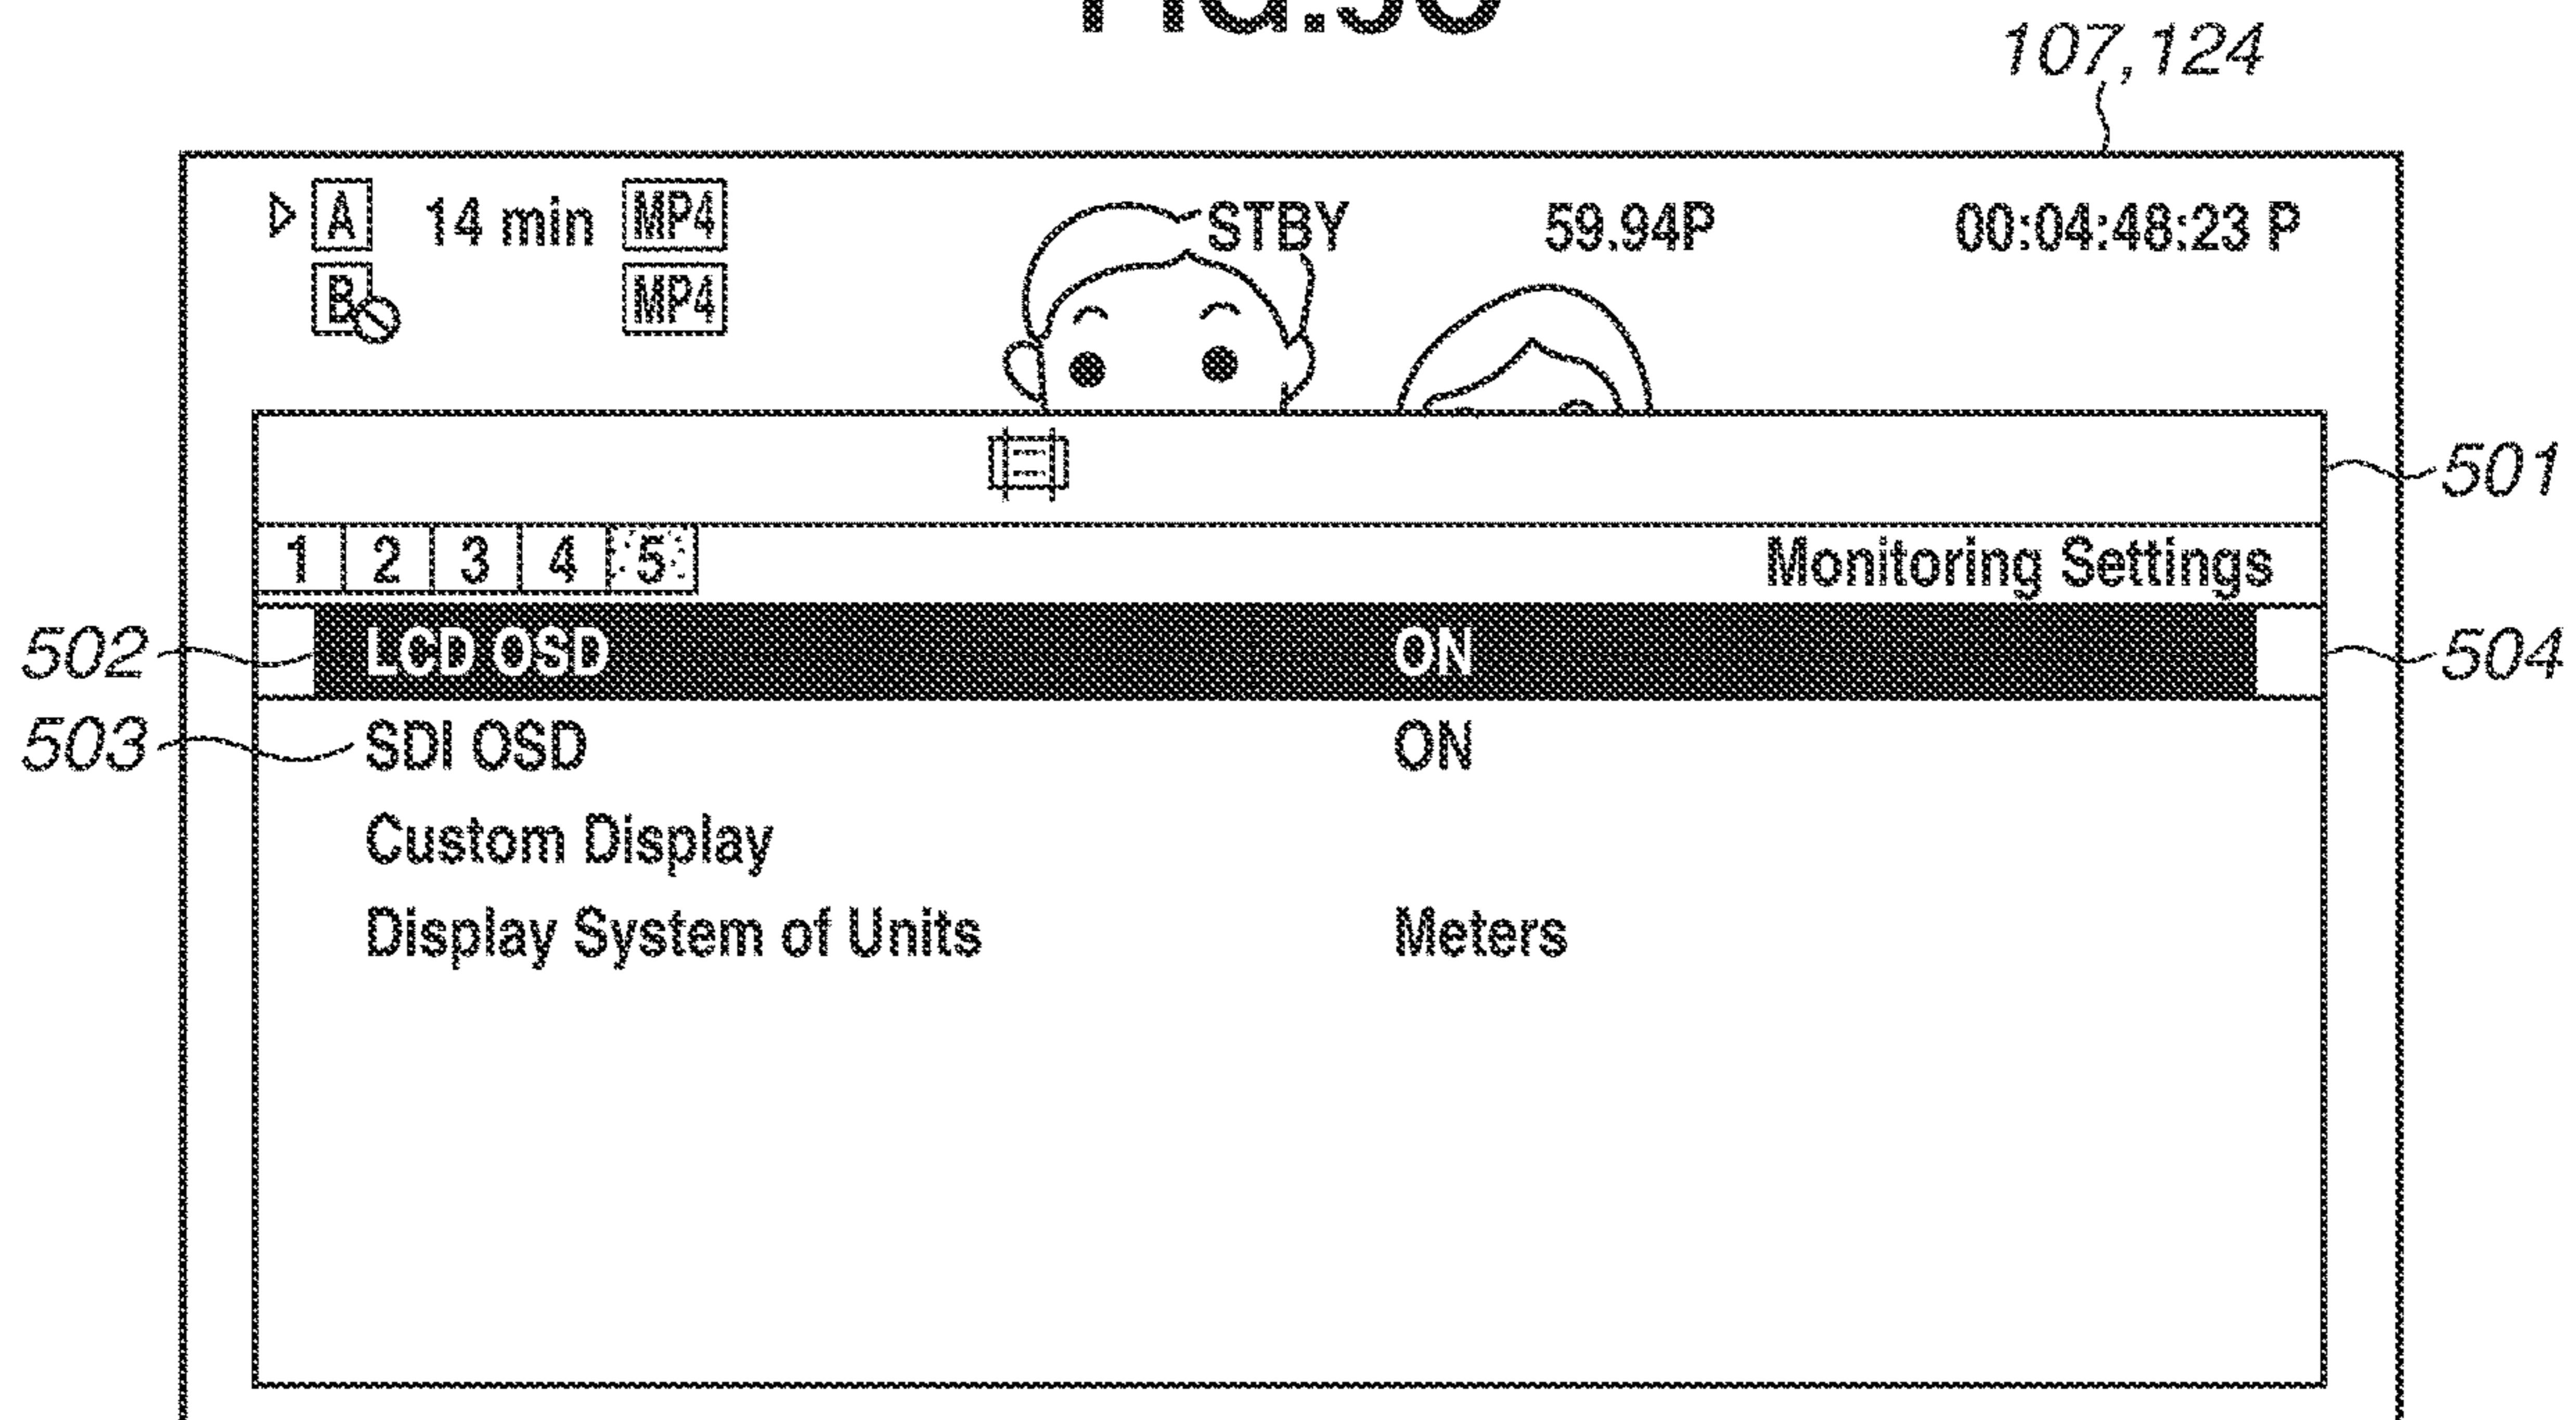 107,124
A 14 min MP4 STBY 59.94P 00:04:48:23 P
B MP4
501
1 2 3 4 5 Monitoring Settings
502 LCD OSD ON 504
503 SDI OSD ON
Custom Display
Display System of Units Meters